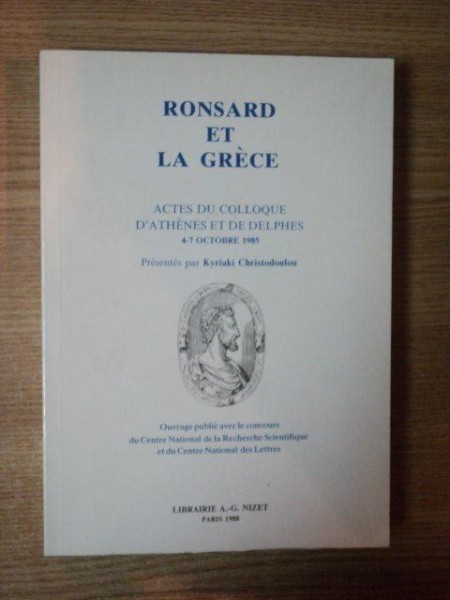 RONSARD
ET
LA GRÈCE
ACTES DU COLLOQUE
D'ATHÈNES ET DE DELPHES
4-7 OCTOBRE 1985
Présentés par Kyriaki Christodoulou
Ouvrage publié avec le concours
du Centre National de la Recherche Scientifique
et du Centre National des Lettres
LIBRAIRIE A.-G. NIZET
PARIS 1988